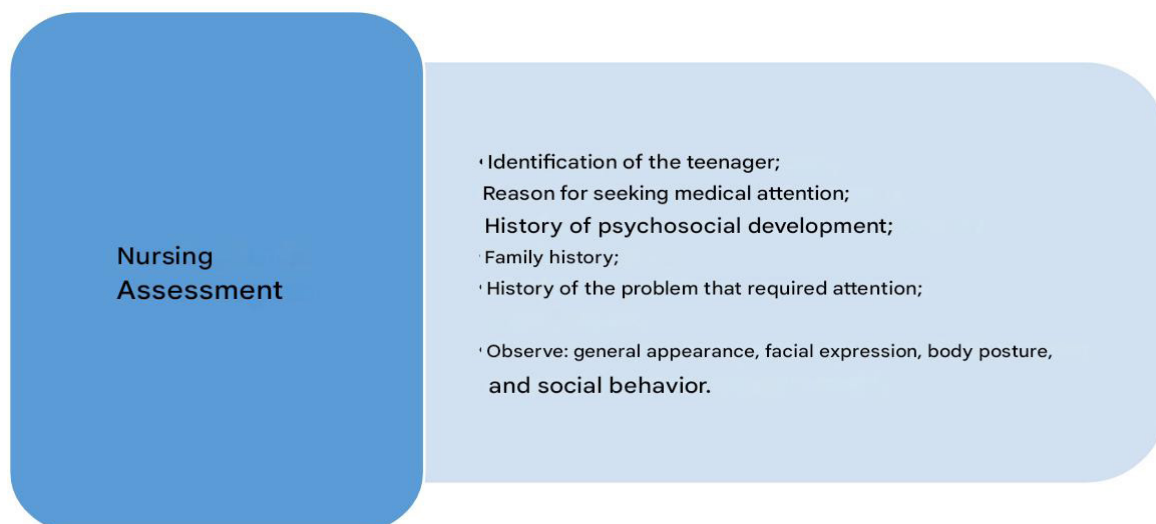 Nursing
Assessment
· Identification of the teenager;
Reason for seeking medical attention;
History of psychosocial development;
· Family history;
· History of the problem that required attention;
· Observe: general appearance, facial expression, body posture,
and social behavior.